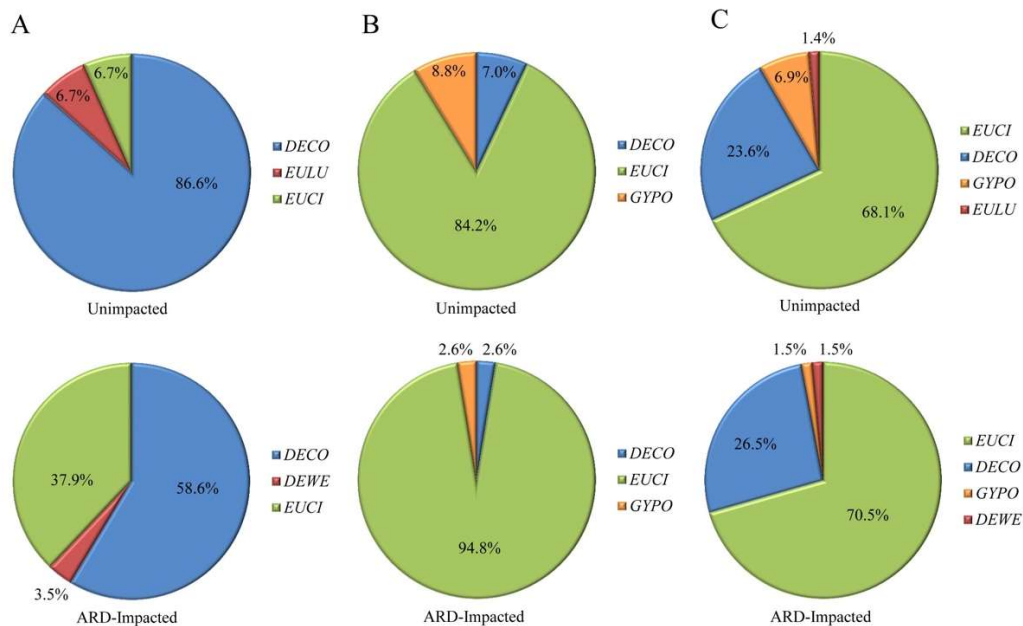 A
6.7%
6.7%
86.6%
DECO
EULU
EUCI
Unimpacted
B
8.8%
7.0%
84.2%
DECO
EUCI
GYPO
Unimpacted
C
1.4%
6.9%
23.6%
68.1%
EUCI
DECO
GYPO
EULU
Unimpacted
37.9%
58.6%
3.5%
DECO
DEWE
EUCI
ARD-Impacted
2.6%
2.6%
94.8%
DECO
EUCI
GYPO
ARD-Impacted
1.5%
1.5%
26.5%
70.5%
EUCI
DECO
GYPO
DEWE
ARD-Impacted